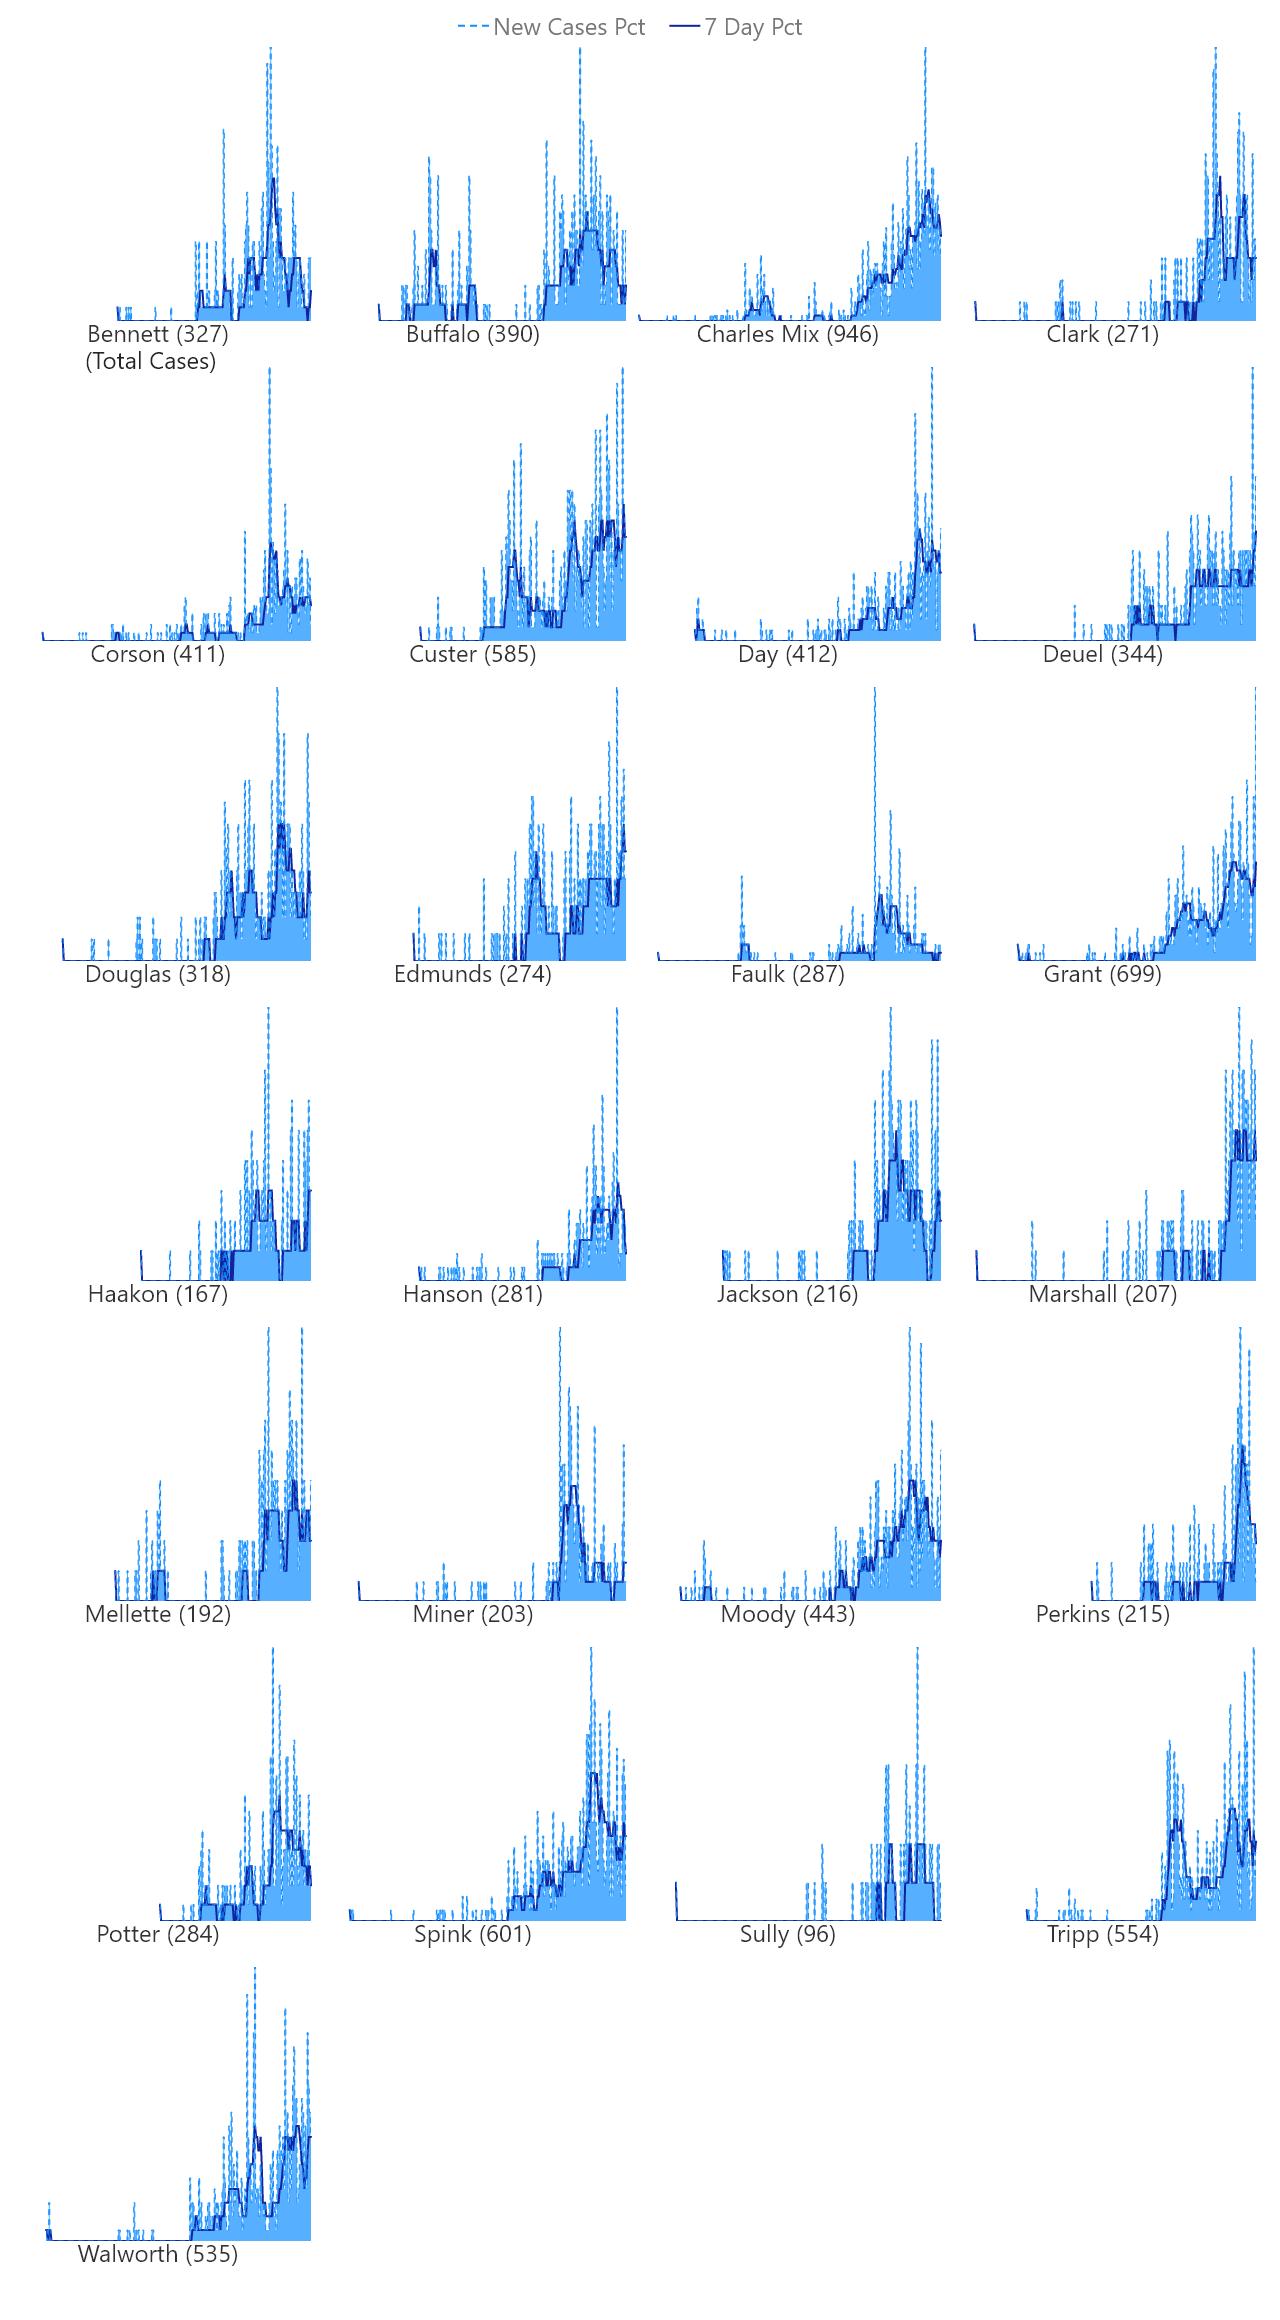 New Cases Pct 7 Day Pct
Bennett (327) Buffalo (390) Charles Mix (946) Clark (271)
(Total Cases)
Corson (411) Custer (585) Day (412) Deuel (344)
Douglas (318) Edmunds (274) Faulk (287) Grant (699)
Haakon (167) Hanson (281) Jackson (216) Marshall (207)
Mellette (192) Miner (203) Moody (443) Perkins (215)
Potter (284) Spink (601) Sully (96) Tripp (554)
Walworth (535)